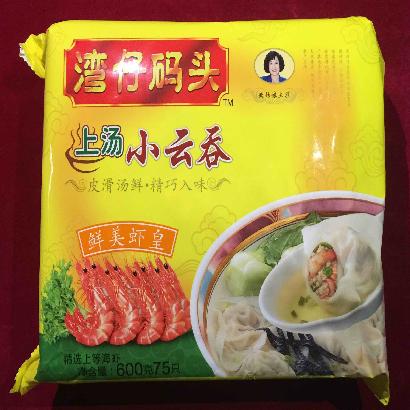 湾仔码头
TM
上汤小云吞
皮滑汤鲜·精巧入味
鲜美虾皇
精选上等海虾
净含量:600克75只